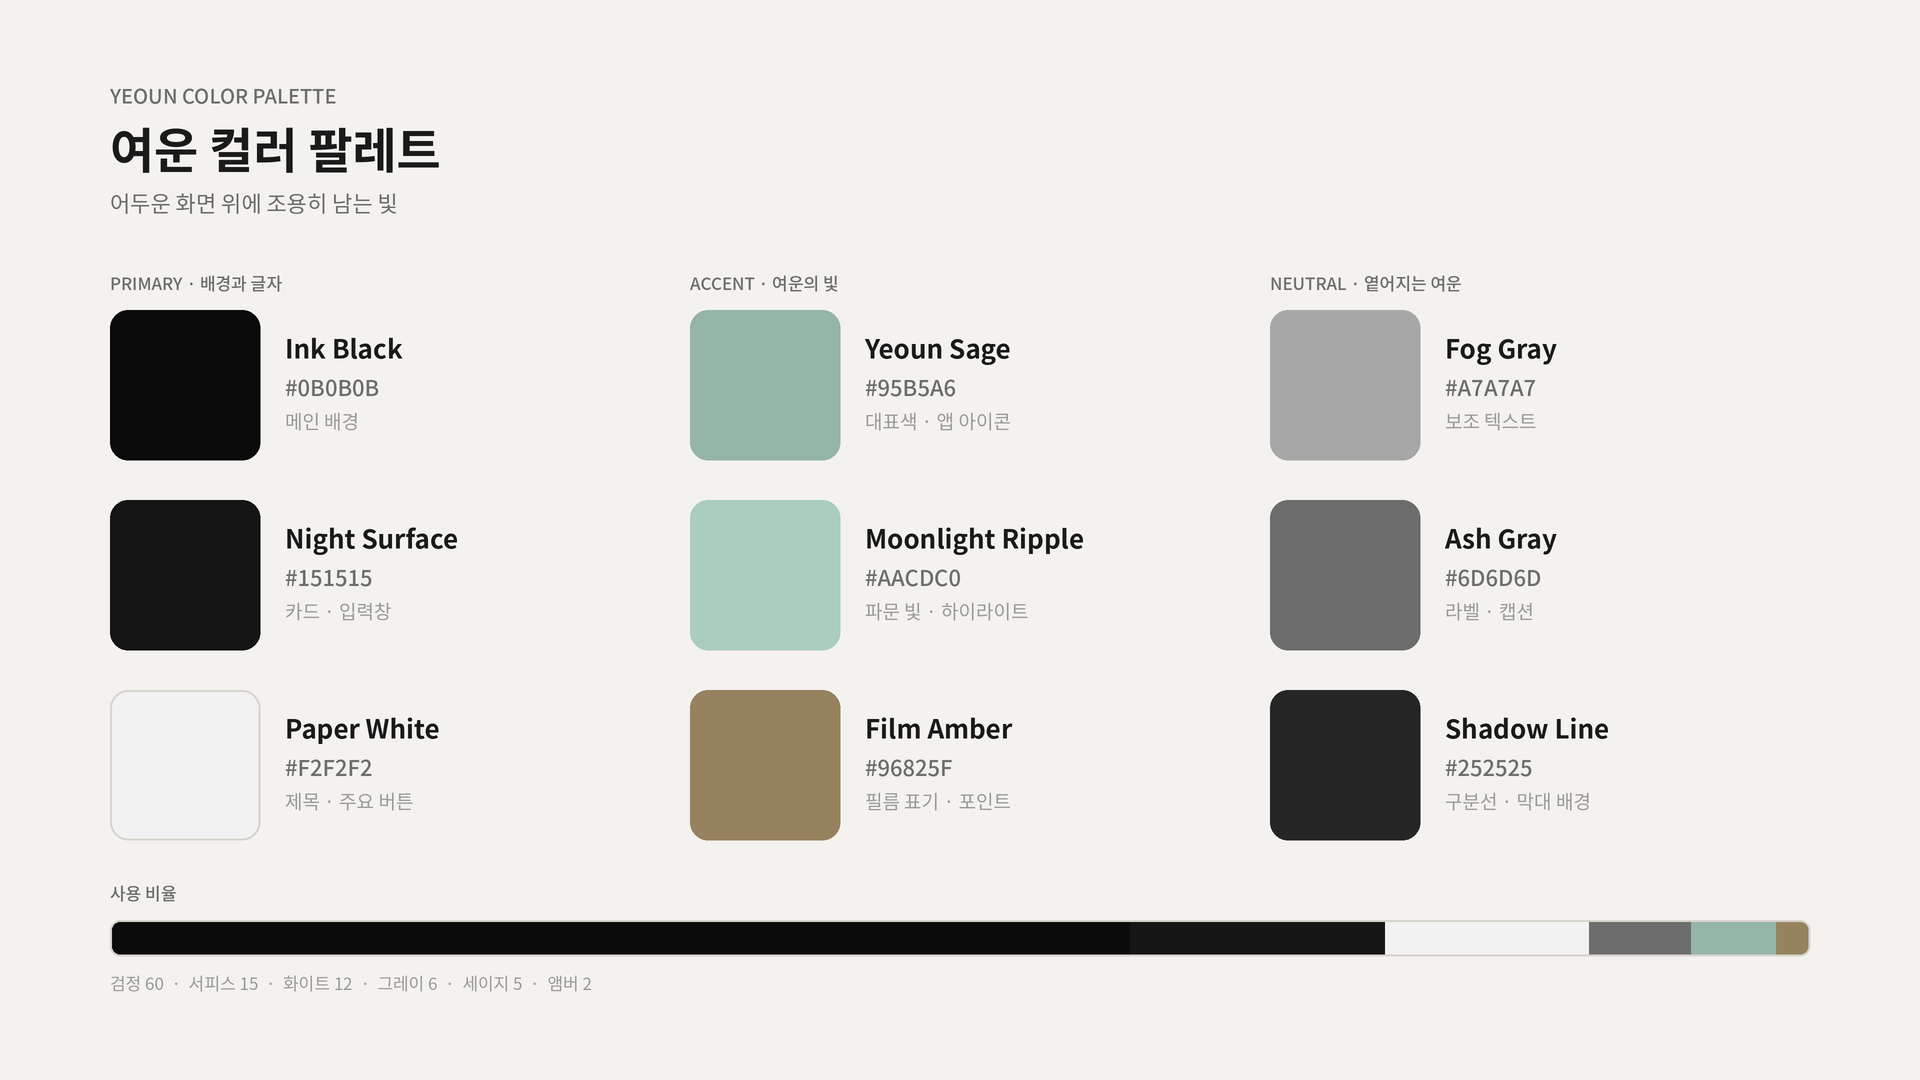 YEOUN COLOR PALETTE
여운 컬러 팔레트
어두운 화면 위에 조용히 남는 빛
PRIMARY · 배경과 글자
Ink Black
#0B0B0B
메인 배경
Night Surface
#151515
카드 · 입력창
Paper White
#F2F2F2
제목 · 주요 버튼
ACCENT · 여운의 빛
Yeoun Sage
#95B5A6
대표색 · 앱 아이콘
Moonlight Ripple
#AACDC0
파문 빛 · 하이라이트
Film Amber
#96825F
필름 표기 · 포인트
NEUTRAL · 옅어지는 여운
Fog Gray
#A7A7A7
보조 텍스트
Ash Gray
#6D6D6D
라벨 · 캡션
Shadow Line
#252525
구분선 · 막대 배경
사용 비율
검정 60 · 서피스 15 · 화이트 12 · 그레이 6 · 세이지 5 · 앰버 2